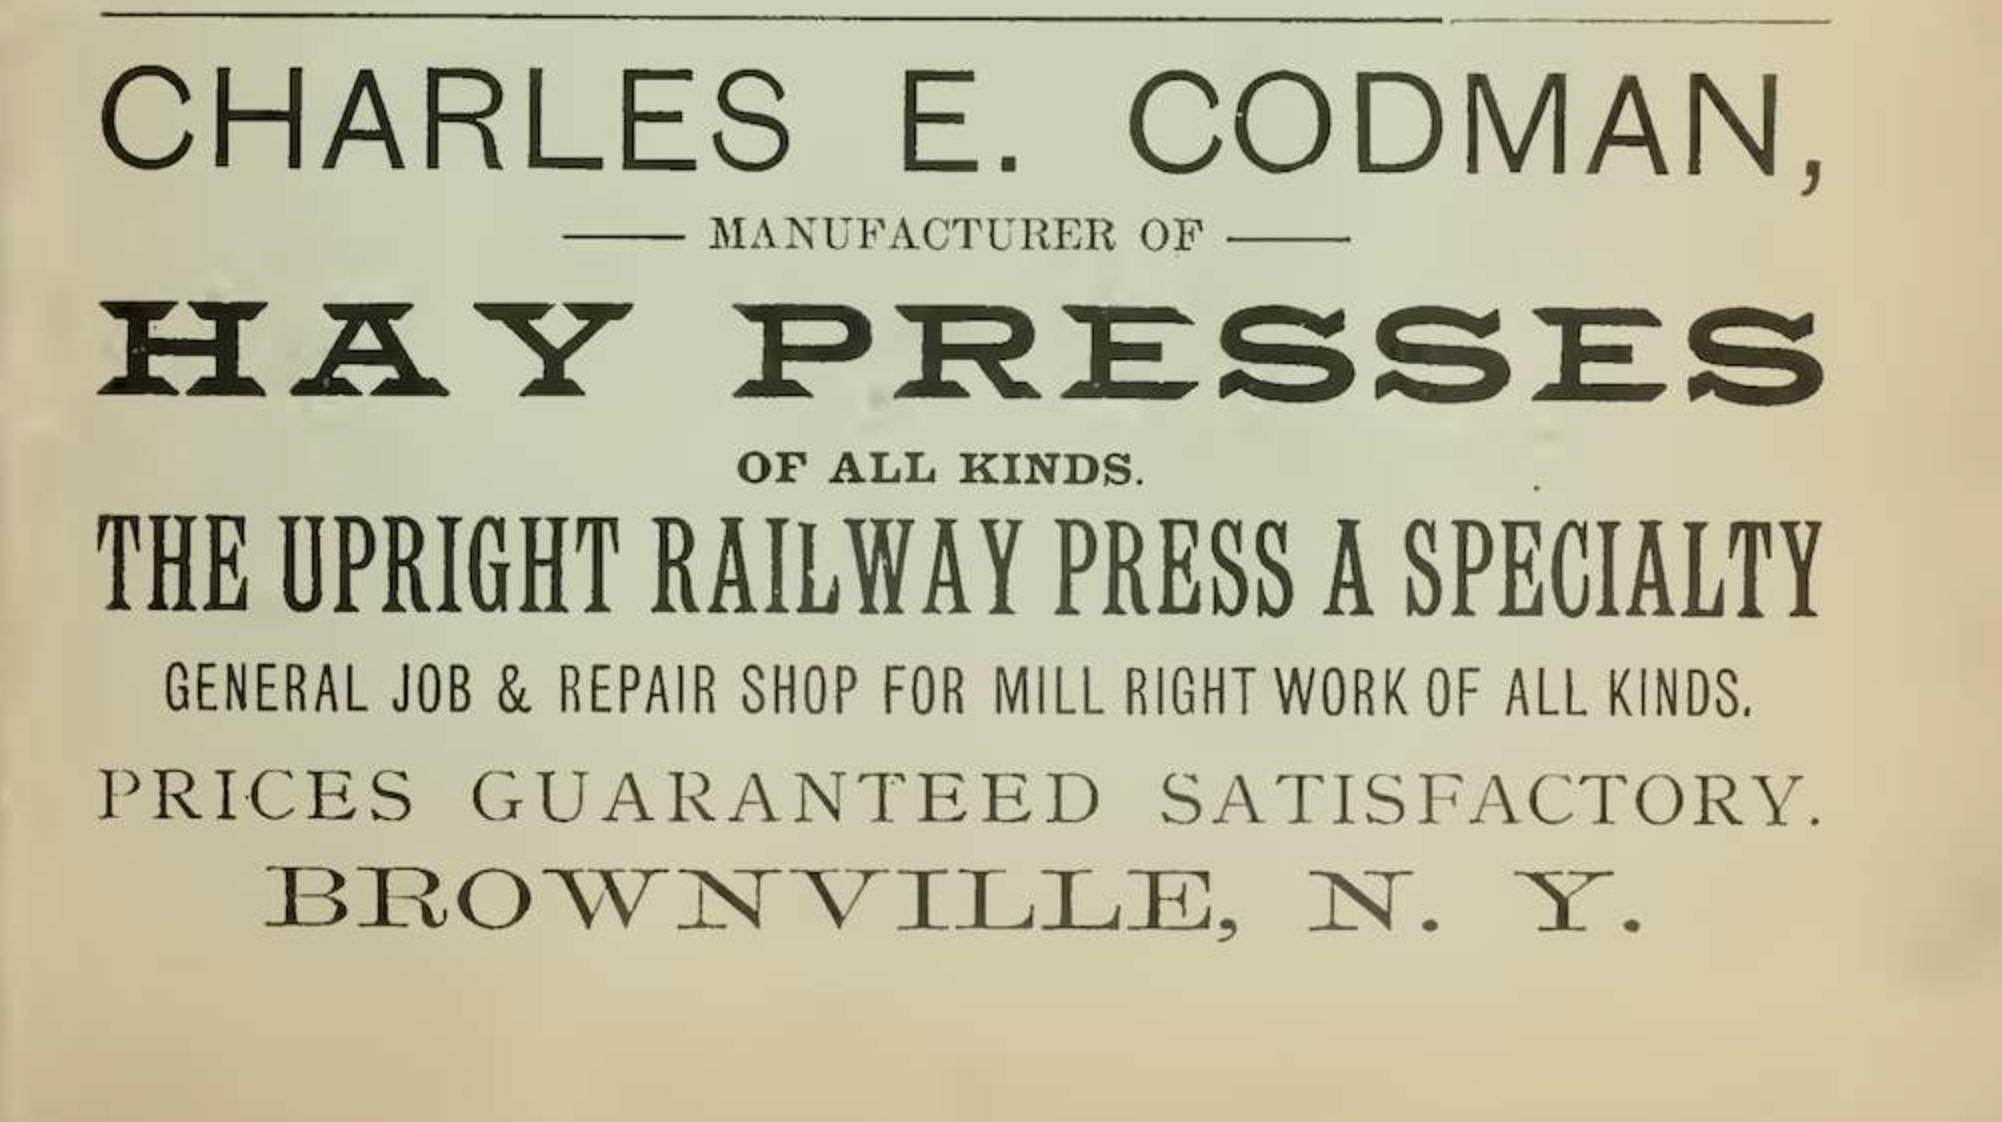 CHARLES E. CODMAN,
MANUFACTURER OF
HAY PRESSES
OF ALL KINDS.
THE UPRIGHT RAILWAY PRESS A SPECIALTY
GENERAL JOB & REPAIR SHOP FOR MILL RIGHT WORK OF ALL KINDS.
PRICES GUARANTEED SATISFACTORY.
BROWNVILLE, N. Y.